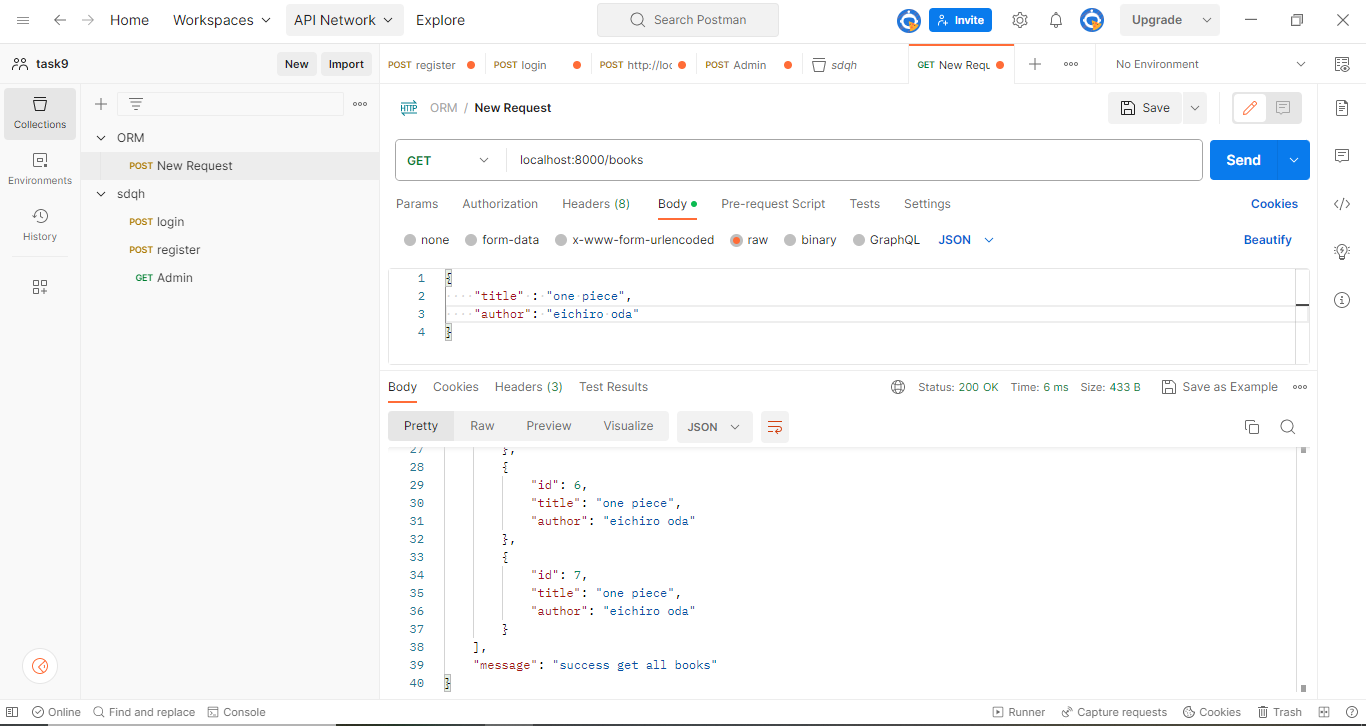 Home Workspaces API Network Explore Search Postman Invite Upgrade
task9 New Import POST register POST login POST http://loc POST Admin sdqh GET New Requ No Environment
Collections
Environments
History
ORM
POST New Request
sdqh
POST login
POST register
GET Admin
HTTP ORM / New Request Save
GET localhost:8000/books Send
Params Authorization Headers (8) Body Pre-request Script Tests Settings Cookies
none form-data x-www-form-urlencoded raw binary GraphQL JSON Beautify
1 {
2 "title" : "one piece",
3 "author": "eichiro oda"
4 }
Body Cookies Headers (3) Test Results Status: 200 OK Time: 6 ms Size: 433 B Save as Example
Pretty Raw Preview Visualize JSON
27 },
28 {
29 "id": 6,
30 "title": "one piece",
31 "author": "eichiro oda"
32 },
33 {
34 "id": 7,
35 "title": "one piece",
36 "author": "eichiro oda"
37 }
38 ],
39 "message": "success get all books"
40 }
Online Find and replace Console Runner Capture requests Cookies Trash